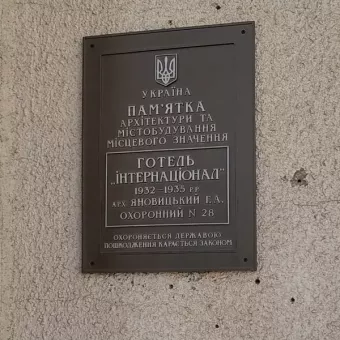 УКРАЇНА
ПАМ'ЯТКА
АРХІТЕКТУРИ ТА
МІСТОБУДУВАННЯ
МІСЦЕВОГО ЗНАЧЕННЯ
ГОТЕЛЬ
„ІНТЕРНАЦІОНАЛ"
1932–1935 р.р.
АРХ. ЯНОВИЦЬКИЙ Г.А.
ОХОРОННИЙ N 28
ОХОРОНЯЄТЬСЯ ДЕРЖАВОЮ
ПОШКОДЖЕННЯ КАРАЄТЬСЯ ЗАКОНОМ